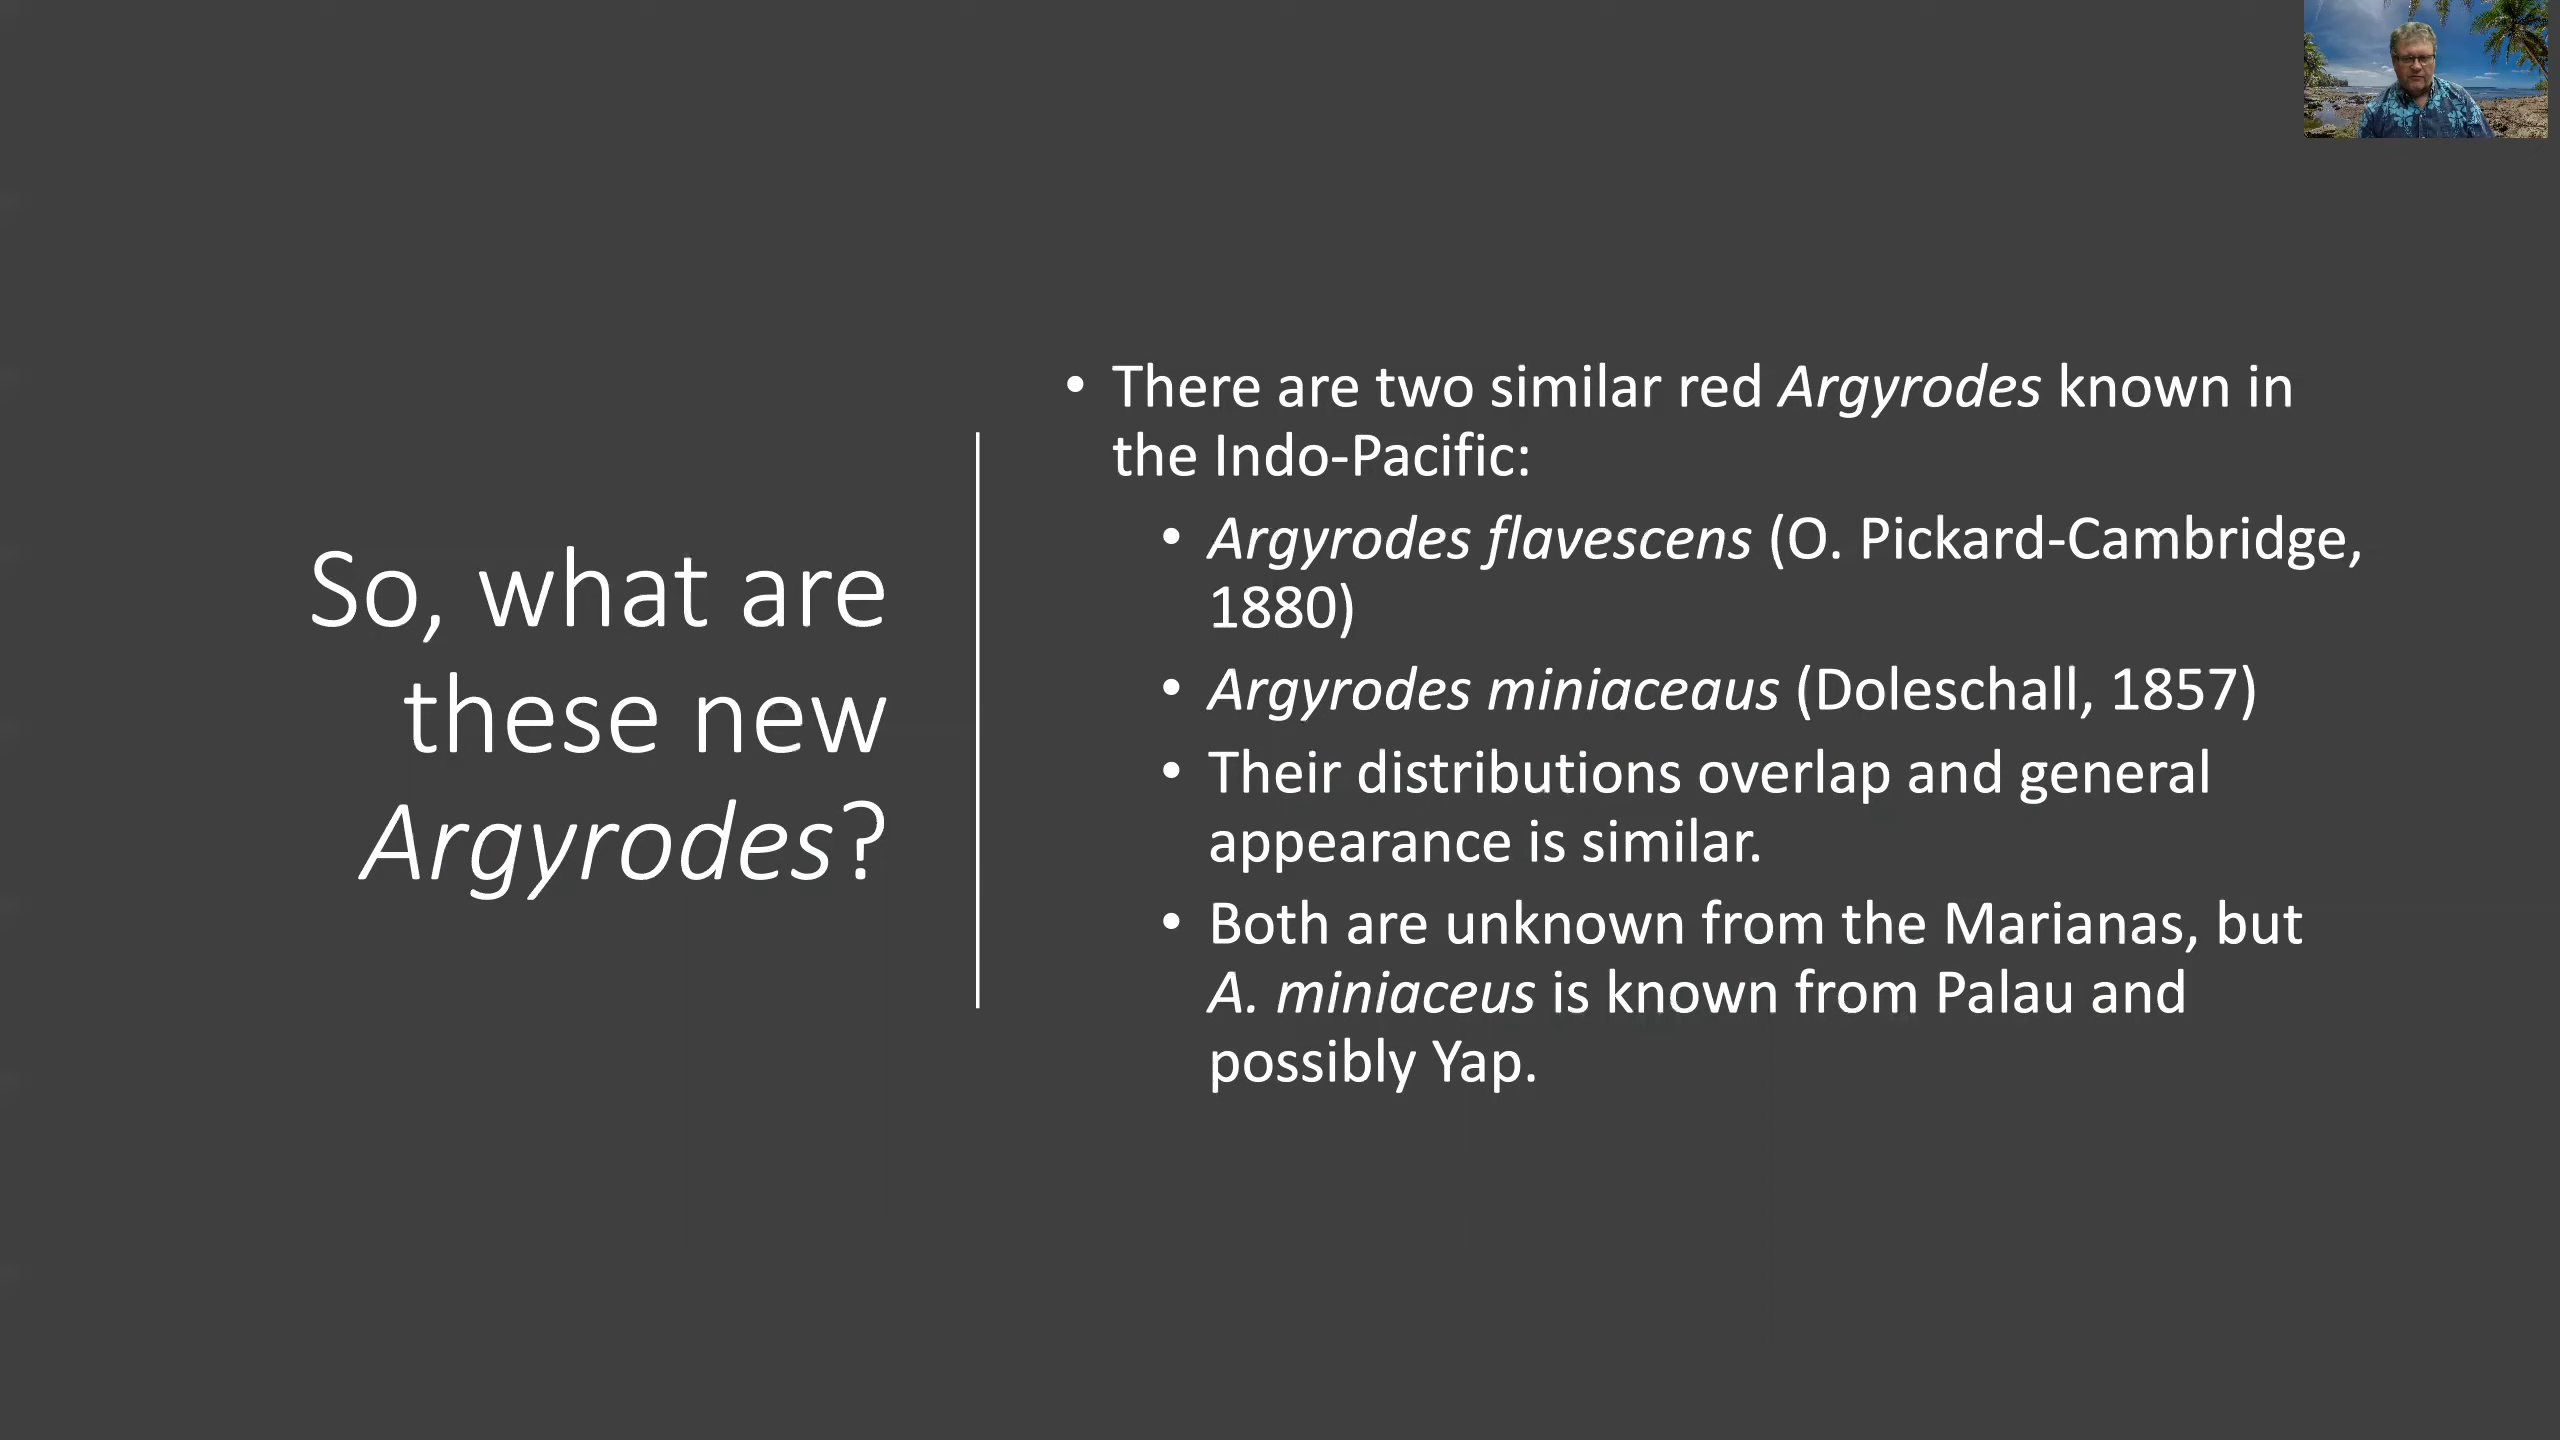 So, what are
these new
Argyrodes?
• There are two similar red Argyrodes known in
the Indo-Pacific:
• Argyrodes flavescens (O. Pickard-Cambridge,
1880)
• Argyrodes miniaceaus (Doleschall, 1857)
• Their distributions overlap and general
appearance is similar.
• Both are unknown from the Marianas, but
A. miniaceus is known from Palau and
possibly Yap.